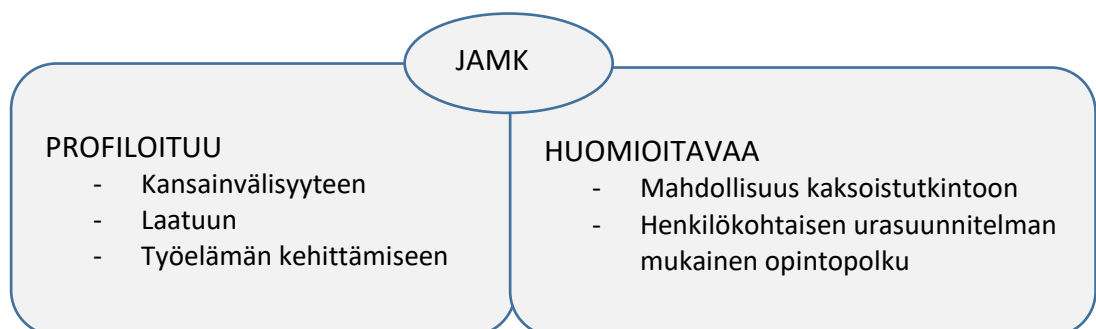 JAMK
PROFILOITUU
- Kansainvälisyyteen
- Laatuun
- Työelämän kehittämiseen
HUOMIOITAVAA
- Mahdollisuus kaksoistutkintoon
- Henkilökohtaisen urasuunnitelman
mukainen opintopolku